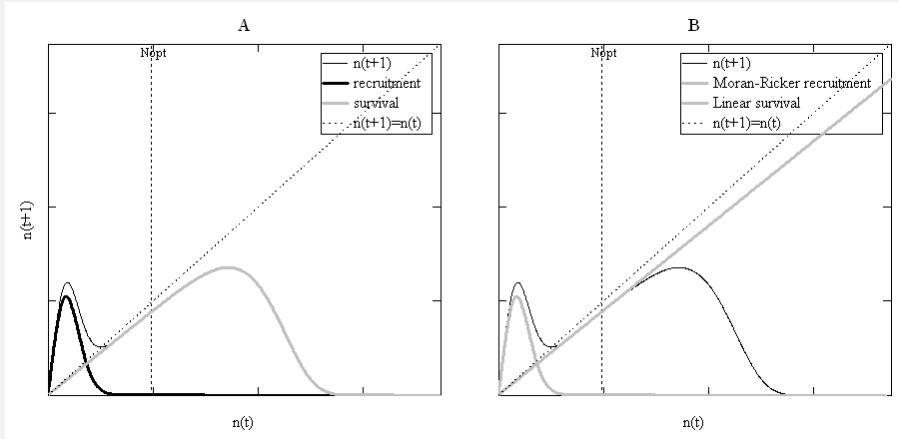 A
Nopt
n(t+1)
recruitment
survival
n(t+1)=n(t)
n(t+1)
n(t)
B
Nopt
n(t+1)
Moran-Ricker recruitment
Linear survival
n(t+1)=n(t)
n(t)